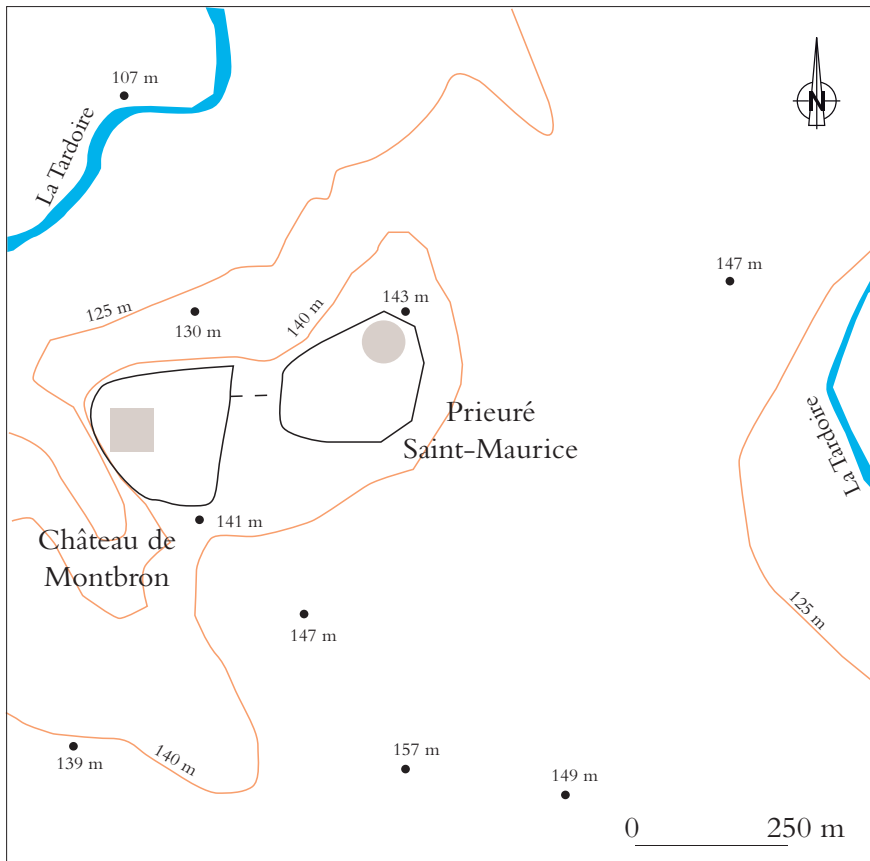 107 m
La Tardoire
N
147 m
125 m
130 m
140 m
143 m
Prieuré
Saint-Maurice
La Tardoire
141 m
Château de
Montbron
125 m
147 m
139 m
140 m
157 m
149 m
0 250 m